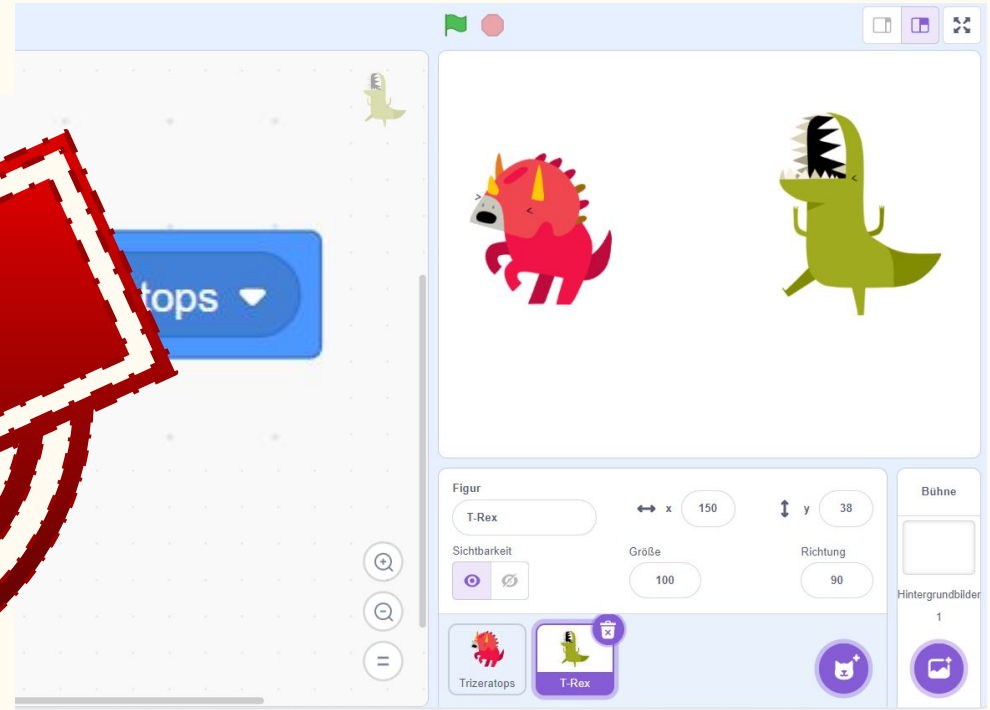 tops
Figur
T-Rex
x 150
y 38
Sichtbarkeit
Größe
100
Richtung
90
Bühne
Hintergrundbilder
1
Trizeratops
T-Rex